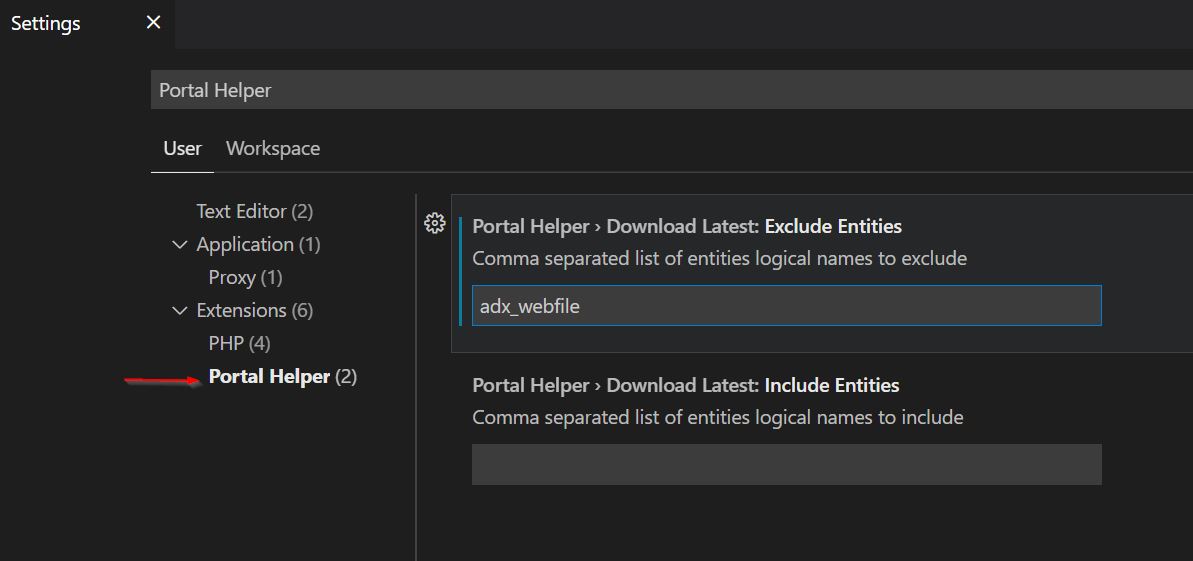 Settings
Portal Helper
User Workspace
Text Editor (2)
Application (1)
Proxy (1)
Extensions (6)
PHP (4)
Portal Helper (2)
Portal Helper › Download Latest: Exclude Entities
Comma separated list of entities logical names to exclude
adx_webfile
Portal Helper › Download Latest: Include Entities
Comma separated list of entities logical names to include